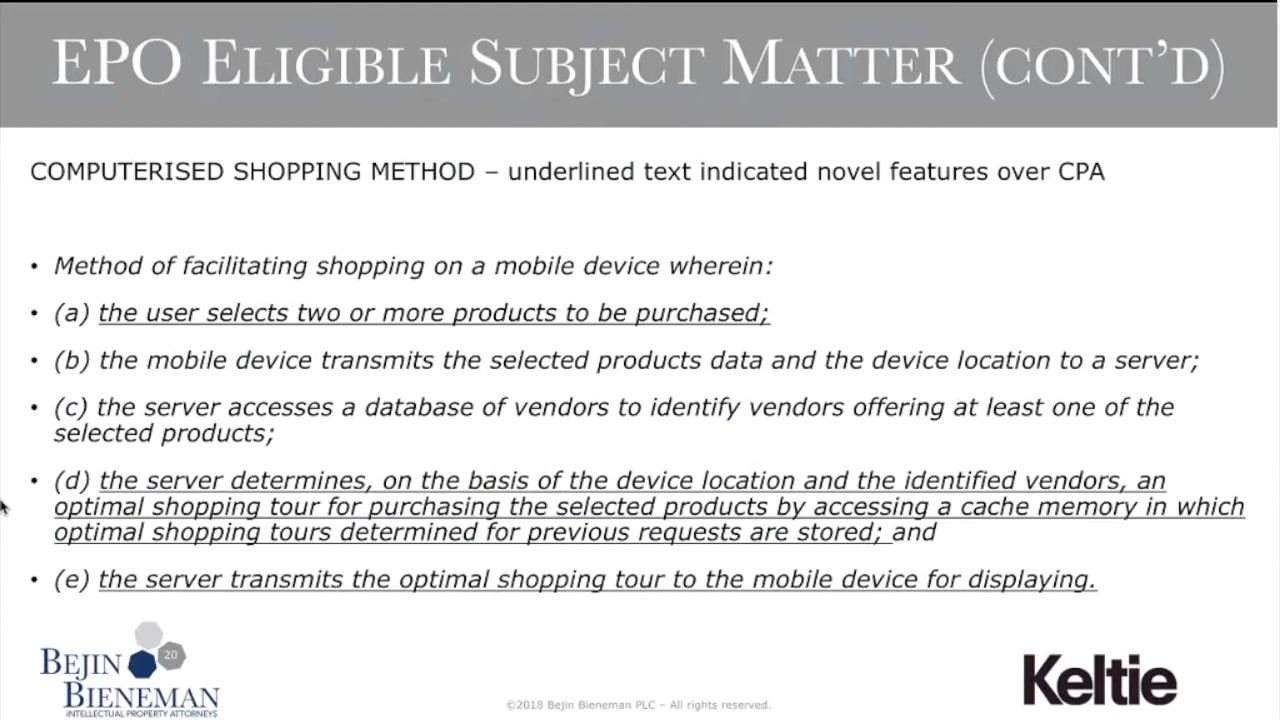 EPO ELIGIBLE SUBJECT MATTER (CONT'D)
COMPUTERISED SHOPPING METHOD – underlined text indicated novel features over CPA
• Method of facilitating shopping on a mobile device wherein:
• (a) the user selects two or more products to be purchased;
• (b) the mobile device transmits the selected products data and the device location to a server;
• (c) the server accesses a database of vendors to identify vendors offering at least one of the
selected products;
• (d) the server determines, on the basis of the device location and the identified vendors, an
optimal shopping tour for purchasing the selected products by accessing a cache memory in which
optimal shopping tours determined for previous requests are stored; and
• (e) the server transmits the optimal shopping tour to the mobile device for displaying.
20
BEJIN
BIENEMAN
INTELLECTUAL PROPERTY ATTORNEYS
©2018 Bejin Bieneman PLC – All rights reserved.
Keltie